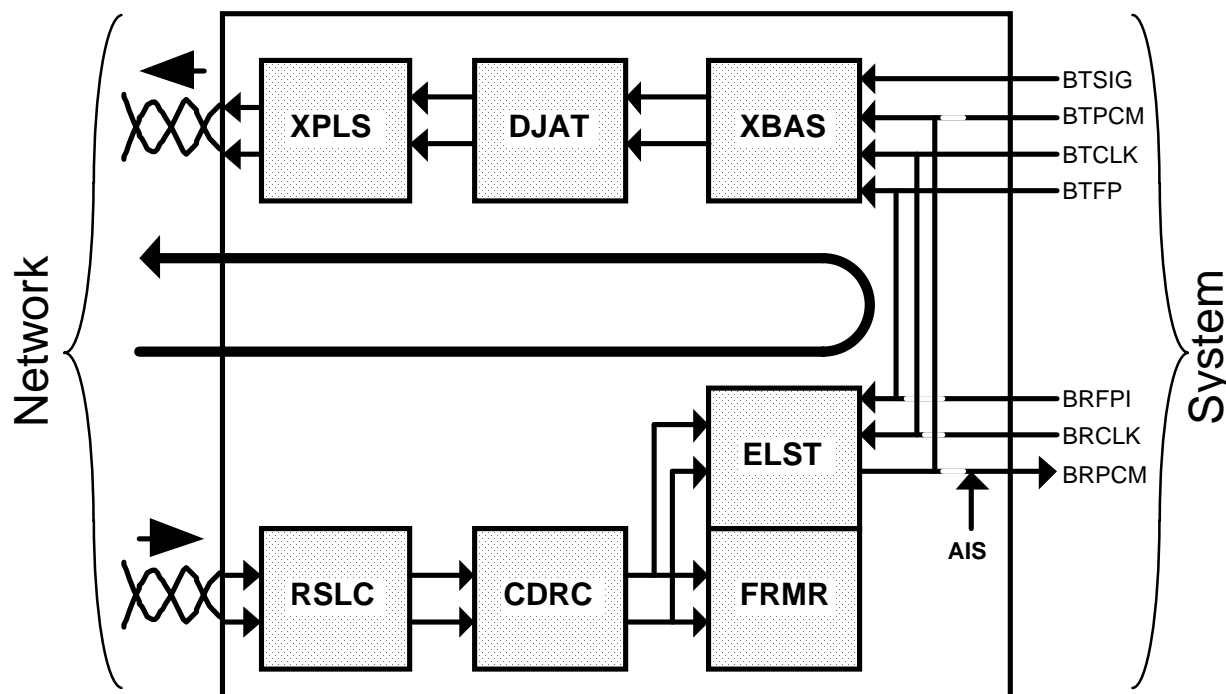 BTSIG
XPLS
DJAT
XBAS
BTPCM
BTCLK
BTFP
Network
System
BRFPI
BRCLK
ELST
BRPCM
AIS
RSLC
CDRC
FRMR